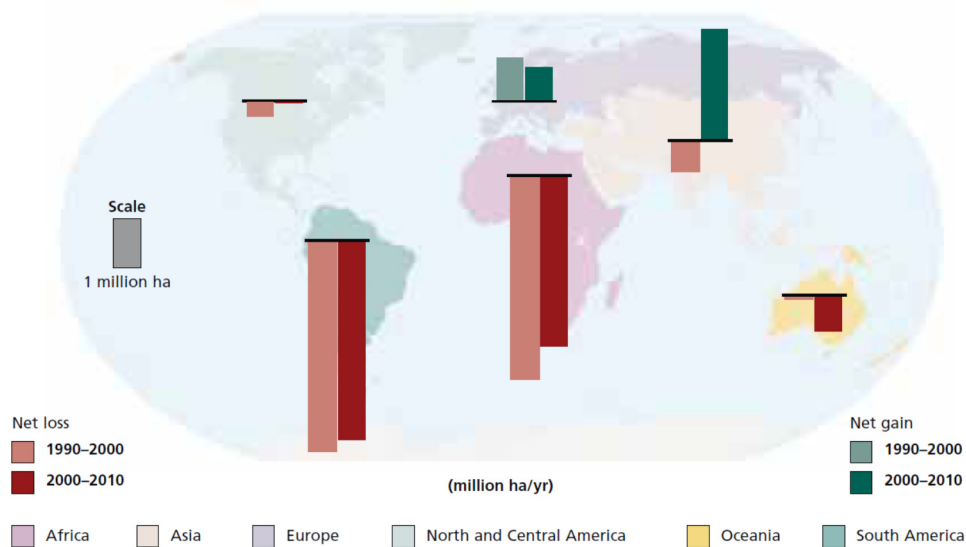 Scale
1 million ha
Net loss
1990–2000
2000–2010
(million ha/yr)
Net gain
1990–2000
2000–2010
Africa
Asia
Europe
North and Central America
Oceania
South America